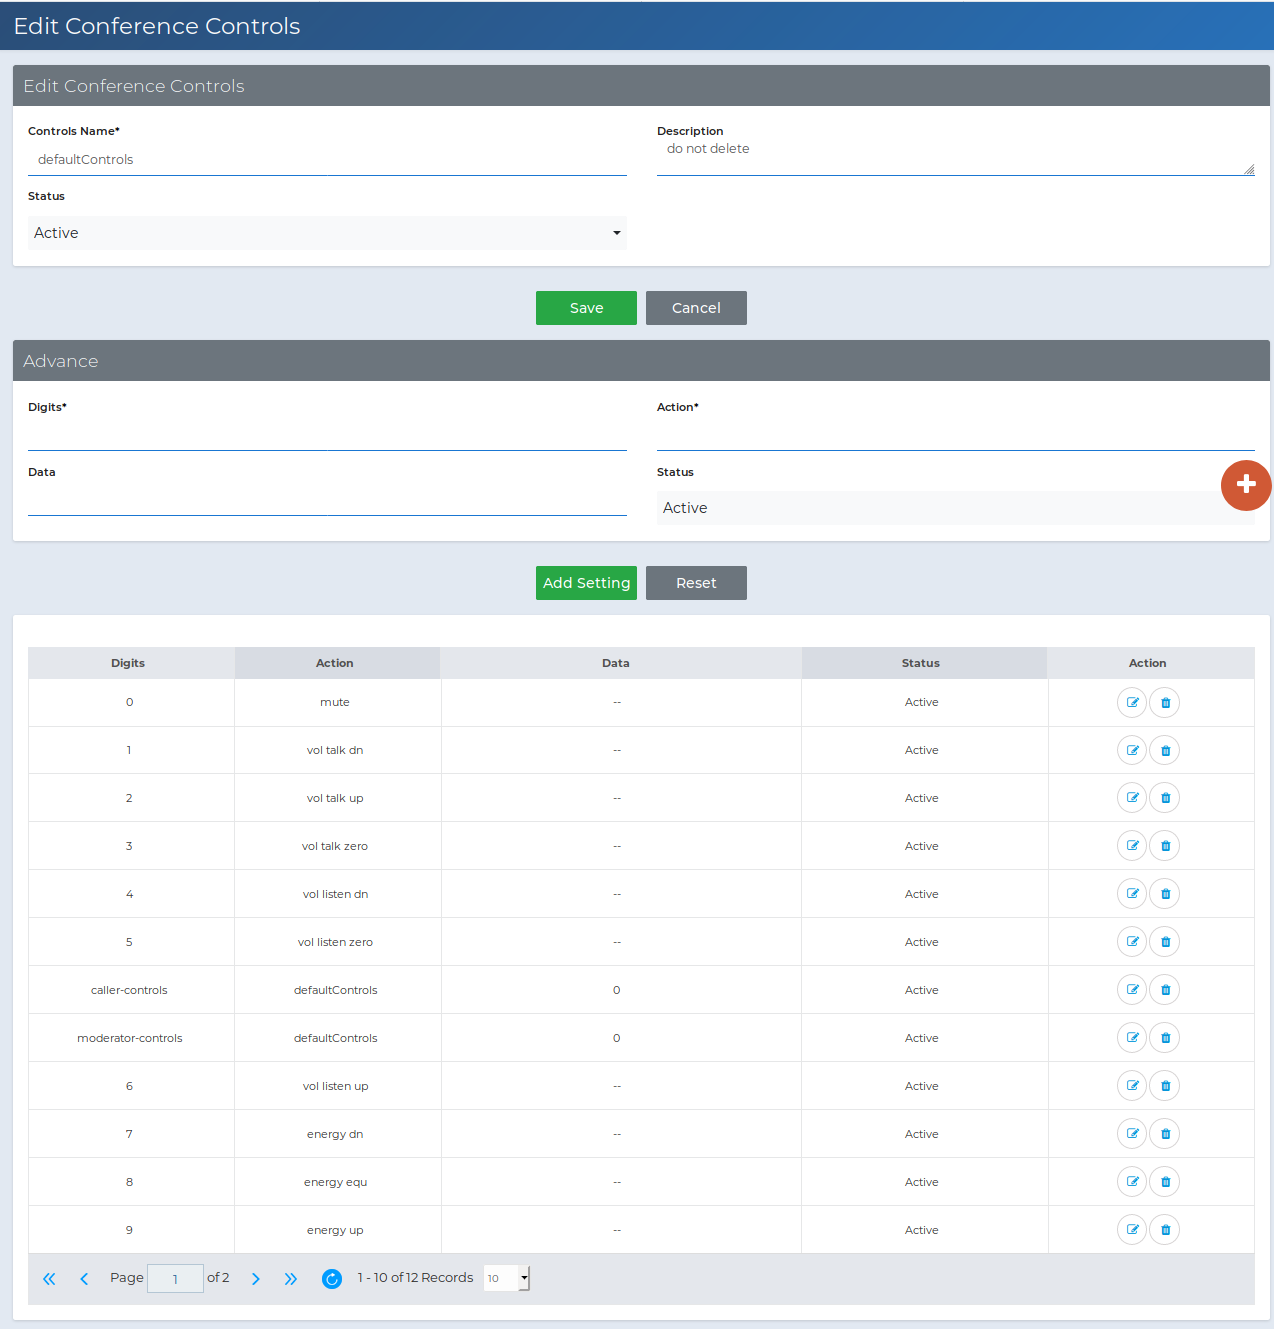 Edit Conference Controls
Edit Conference Controls
Controls Name* Description
defaultControls do not delete
Status
Active
Save Cancel
Advance
Digits* Action*
Data Status
Active
Add Setting Reset
Digits Action Data Status Action
0 mute -- Active
1 vol talk dn -- Active
2 vol talk up -- Active
3 vol talk zero -- Active
4 vol listen dn -- Active
5 vol listen zero -- Active
caller-controls defaultControls 0 Active
moderator-controls defaultControls 0 Active
6 vol listen up -- Active
7 energy dn -- Active
8 energy equ -- Active
9 energy up -- Active
Page 1 of 2 1 - 10 of 12 Records 10